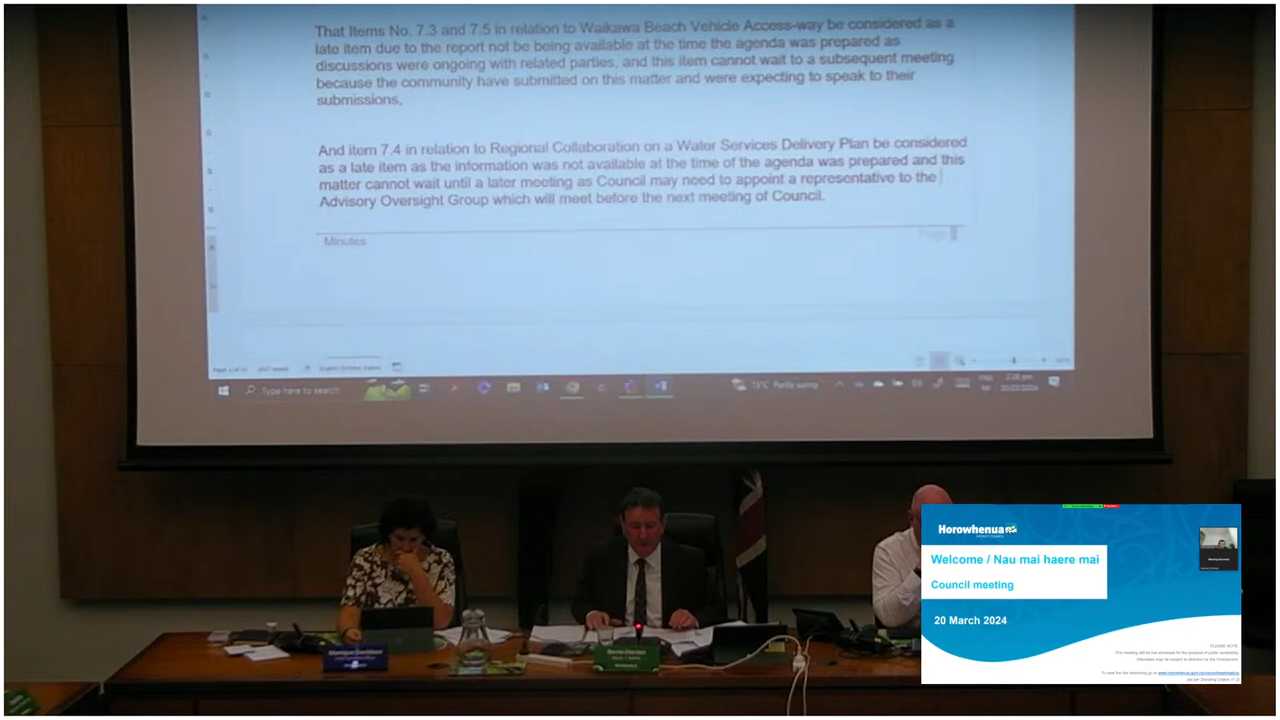 That Items No. 7.3 and 7.5 in relation to Waikawa Beach Vehicle Access-way be considered as a
late item due to the report not be being available at the time the agenda was prepared as
discussions were ongoing with related parties, and this item cannot wait to a subsequent meeting
because the community have submitted on this matter and were expecting to speak to their
submissions,
And item 7.4 in relation to Regional Collaboration on a Water Services Delivery Plan be considered
as a late item as the information was not available at the time of the agenda was prepared and this
matter cannot wait until a later meeting as Council may need to appoint a representative to the
Advisory Oversight Group which will meet before the next meeting of Council.
Minutes
Page
Type here to search
13°C Partly sunny
Horowhenua
Welcome / Nau mai haere mai
Council meeting
20 March 2024
PLEASE NOTE